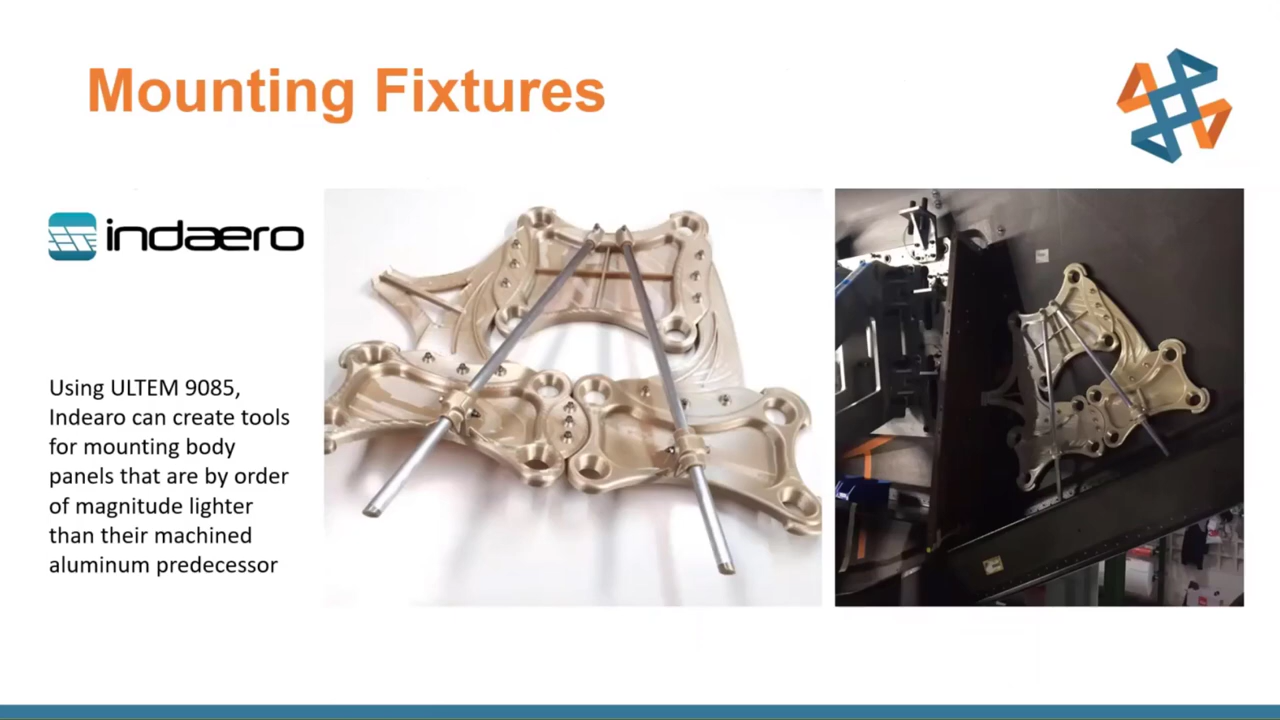 Mounting Fixtures
indaero
Using ULTEM 9085,
Indearo can create tools
for mounting body
panels that are by order
of magnitude lighter
than their machined
aluminum predecessor